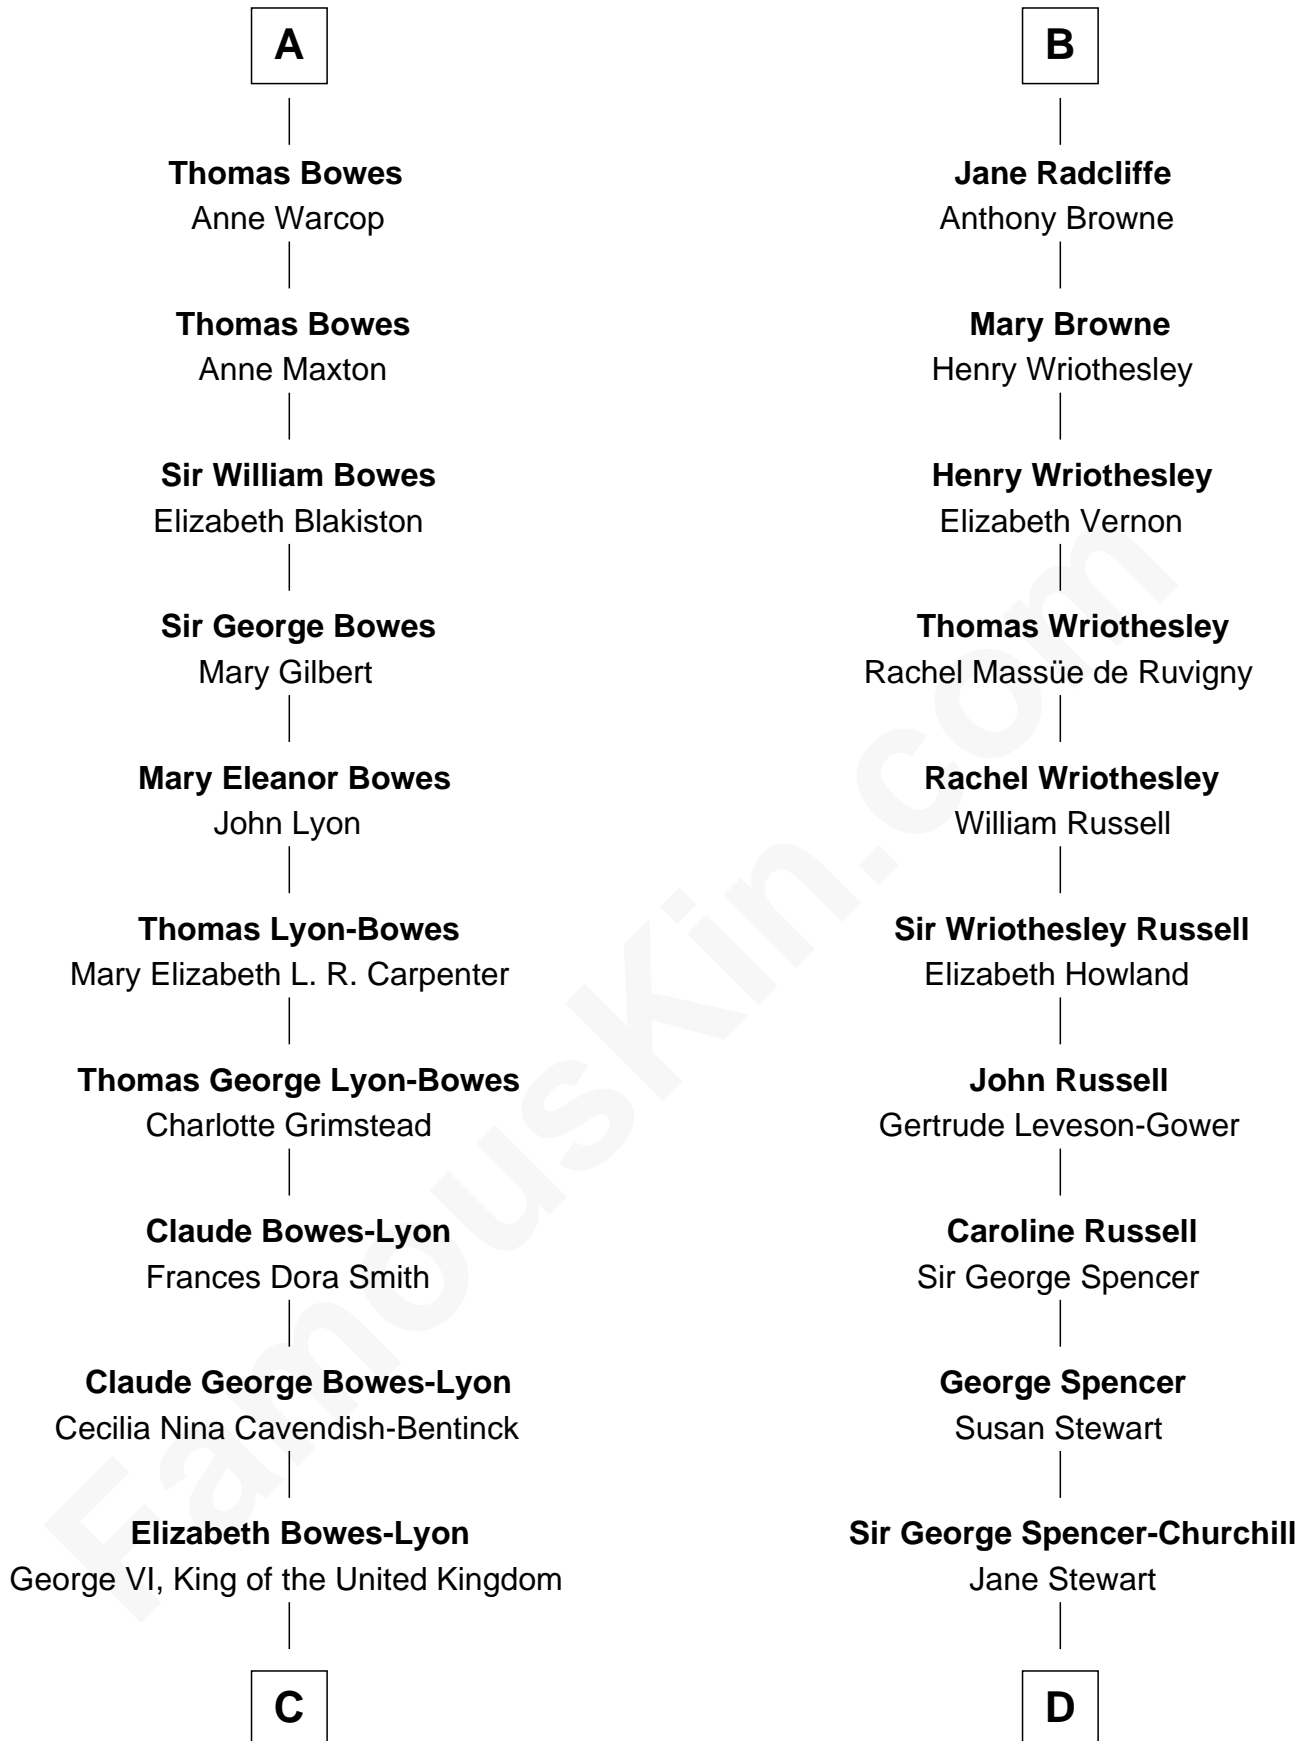 A
Thomas Bowes
Anne Warcop
Thomas Bowes
Anne Maxton
Sir William Bowes
Elizabeth Blakiston
Sir George Bowes
Mary Gilbert
Mary Eleanor Bowes
John Lyon
Thomas Lyon-Bowes
Mary Elizabeth L. R. Carpenter
Thomas George Lyon-Bowes
Charlotte Grimstead
Claude Bowes-Lyon
Frances Dora Smith
Claude George Bowes-Lyon
Cecilia Nina Cavendish-Bentinck
Elizabeth Bowes-Lyon
George VI, King of the United Kingdom
C
B
Jane Radcliffe
Anthony Browne
Mary Browne
Henry Wriothesley
Henry Wriothesley
Elizabeth Vernon
Thomas Wriothesley
Rachel Massüe de Ruvigny
Rachel Wriothesley
William Russell
Sir Wriothesley Russell
Elizabeth Howland
John Russell
Gertrude Leveson-Gower
Caroline Russell
Sir George Spencer
George Spencer
Susan Stewart
Sir George Spencer-Churchill
Jane Stewart
D
FamousKin.com